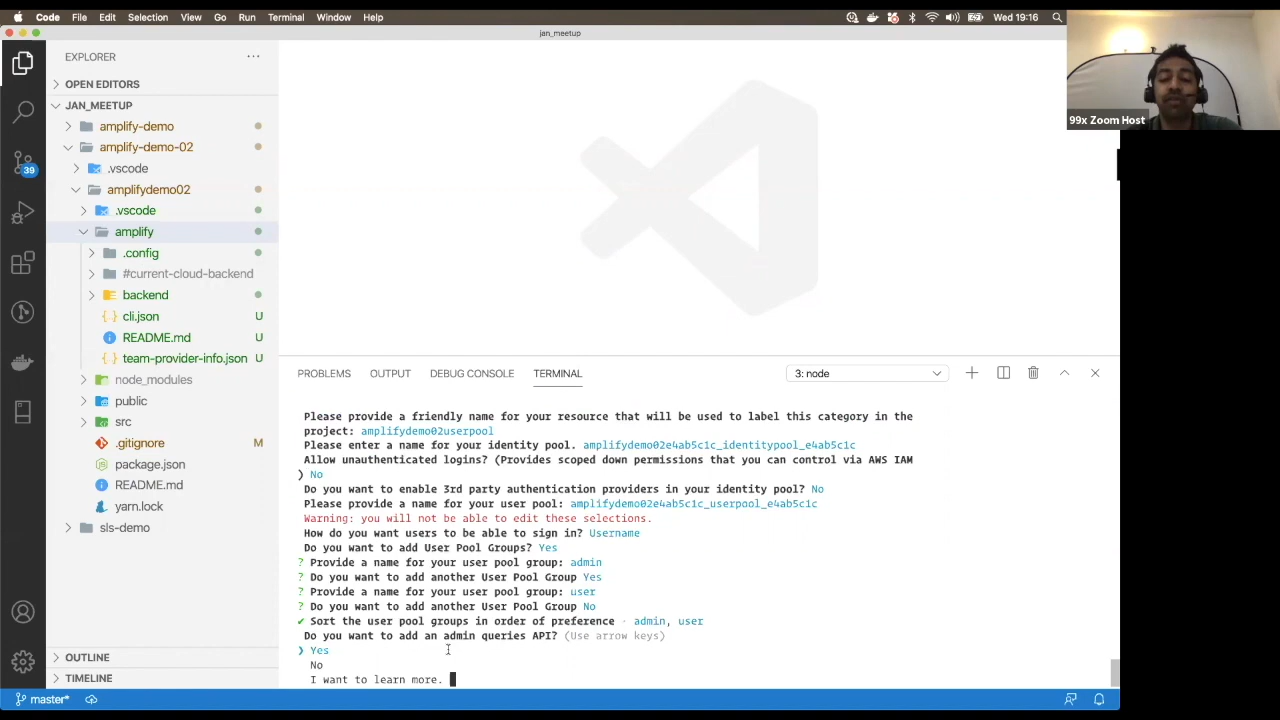 Code File Edit Selection View Go Run Terminal Window Help Wed 19:16
jan_meetup
99x Zoom Host
EXPLORER
OPEN EDITORS
JAN_MEETUP
amplify-demo
amplify-demo-02
.vscode
amplifydemo02
.vscode
amplify
.config
#current-cloud-backend
backend
cli.json U
README.md U
team-provider-info.json U
node_modules
public
src
.gitignore M
package.json
README.md
yarn.lock
sls-demo
OUTLINE
TIMELINE
39
PROBLEMS OUTPUT DEBUG CONSOLE TERMINAL 3: node
Please provide a friendly name for your resource that will be used to label this category in the
project: amplifydemo02userpool
Please enter a name for your identity pool. amplifydemo02e4ab5c1c_identitypool_e4ab5c1c
Allow unauthenticated logins? (Provides scoped down permissions that you can control via AWS IAM
) No
Do you want to enable 3rd party authentication providers in your identity pool? No
Please provide a name for your user pool: amplifydemo02e4ab5c1c_userpool_e4ab5c1c
Warning: you will not be able to edit these selections.
How do you want users to be able to sign in? Username
Do you want to add User Pool Groups? Yes
? Provide a name for your user pool group: admin
? Do you want to add another User Pool Group Yes
? Provide a name for your user pool group: user
? Do you want to add another User Pool Group No
✔ Sort the user pool groups in order of preference · admin, user
Do you want to add an admin queries API? (Use arrow keys)
❯ Yes
No
I want to learn more.
master*